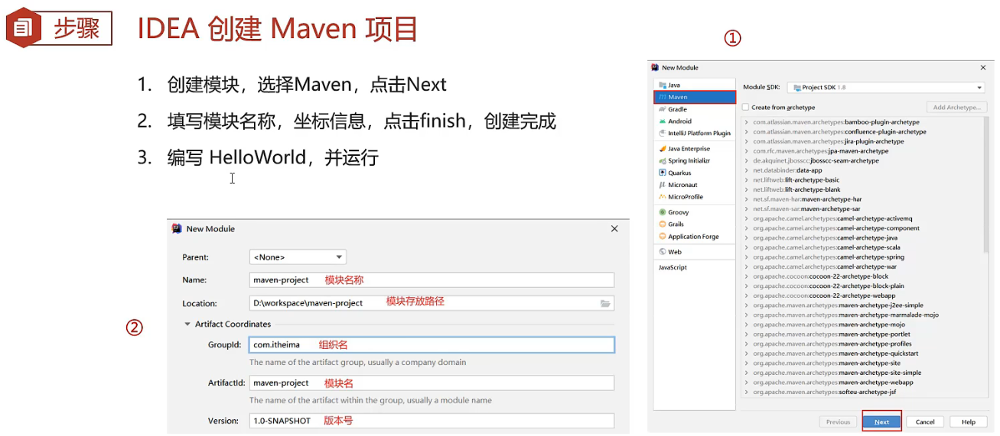 步骤
IDEA 创建 Maven 项目
1. 创建模块，选择Maven，点击Next
2. 填写模块名称，坐标信息，点击finish，创建完成
3. 编写 HelloWorld，并运行
①
New Module
Java
Maven
Gradle
Android
IntelliJ Platform Plugin
Java Enterprise
Spring Initializr
Quarkus
Micronaut
MicroProfile
Groovy
Grails
Application Forge
Web
JavaScript
Module SDK: Project SDK 1.8
Create from archetype Add Archetype...
com.atlassian.maven.archetypes:bamboo-plugin-archetype
com.atlassian.maven.archetypes:confluence-plugin-archetype
com.atlassian.maven.archetypes:jira-plugin-archetype
com.rfc.maven.archetypes:jpa-maven-archetype
de.akquinet.jbosscc:jbosscc-seam-archetype
net.databinder:data-app
net.liftweb:lift-archetype-basic
net.liftweb:lift-archetype-blank
net.sf.maven-har:maven-archetype-har
net.sf.maven-sar:maven-archetype-sar
org.apache.camel.archetypes:camel-archetype-activemq
org.apache.camel.archetypes:camel-archetype-component
org.apache.camel.archetypes:camel-archetype-java
org.apache.camel.archetypes:camel-archetype-scala
org.apache.camel.archetypes:camel-archetype-spring
org.apache.camel.archetypes:camel-archetype-war
org.apache.cocoon:cocoon-22-archetype-block
org.apache.cocoon:cocoon-22-archetype-block-plain
org.apache.cocoon:cocoon-22-archetype-webapp
org.apache.maven.archetypes:maven-archetype-j2ee-simple
org.apache.maven.archetypes:maven-archetype-marmalade-mojo
org.apache.maven.archetypes:maven-archetype-mojo
org.apache.maven.archetypes:maven-archetype-portlet
org.apache.maven.archetypes:maven-archetype-profiles
org.apache.maven.archetypes:maven-archetype-quickstart
org.apache.maven.archetypes:maven-archetype-site
org.apache.maven.archetypes:maven-archetype-site-simple
org.apache.maven.archetypes:maven-archetype-webapp
org.apache.maven.archetypes:softeu-archetype-jsf
Previous Next Cancel Help
②
New Module
Parent: <None>
Name: maven-project 模块名称
Location: D:\workspace\maven-project 模块存放路径
Artifact Coordinates
GroupId: com.itheima 组织名
The name of the artifact group, usually a company domain
ArtifactId: maven-project 模块名
The name of the artifact within the group, usually a module name
Version: 1.0-SNAPSHOT 版本号